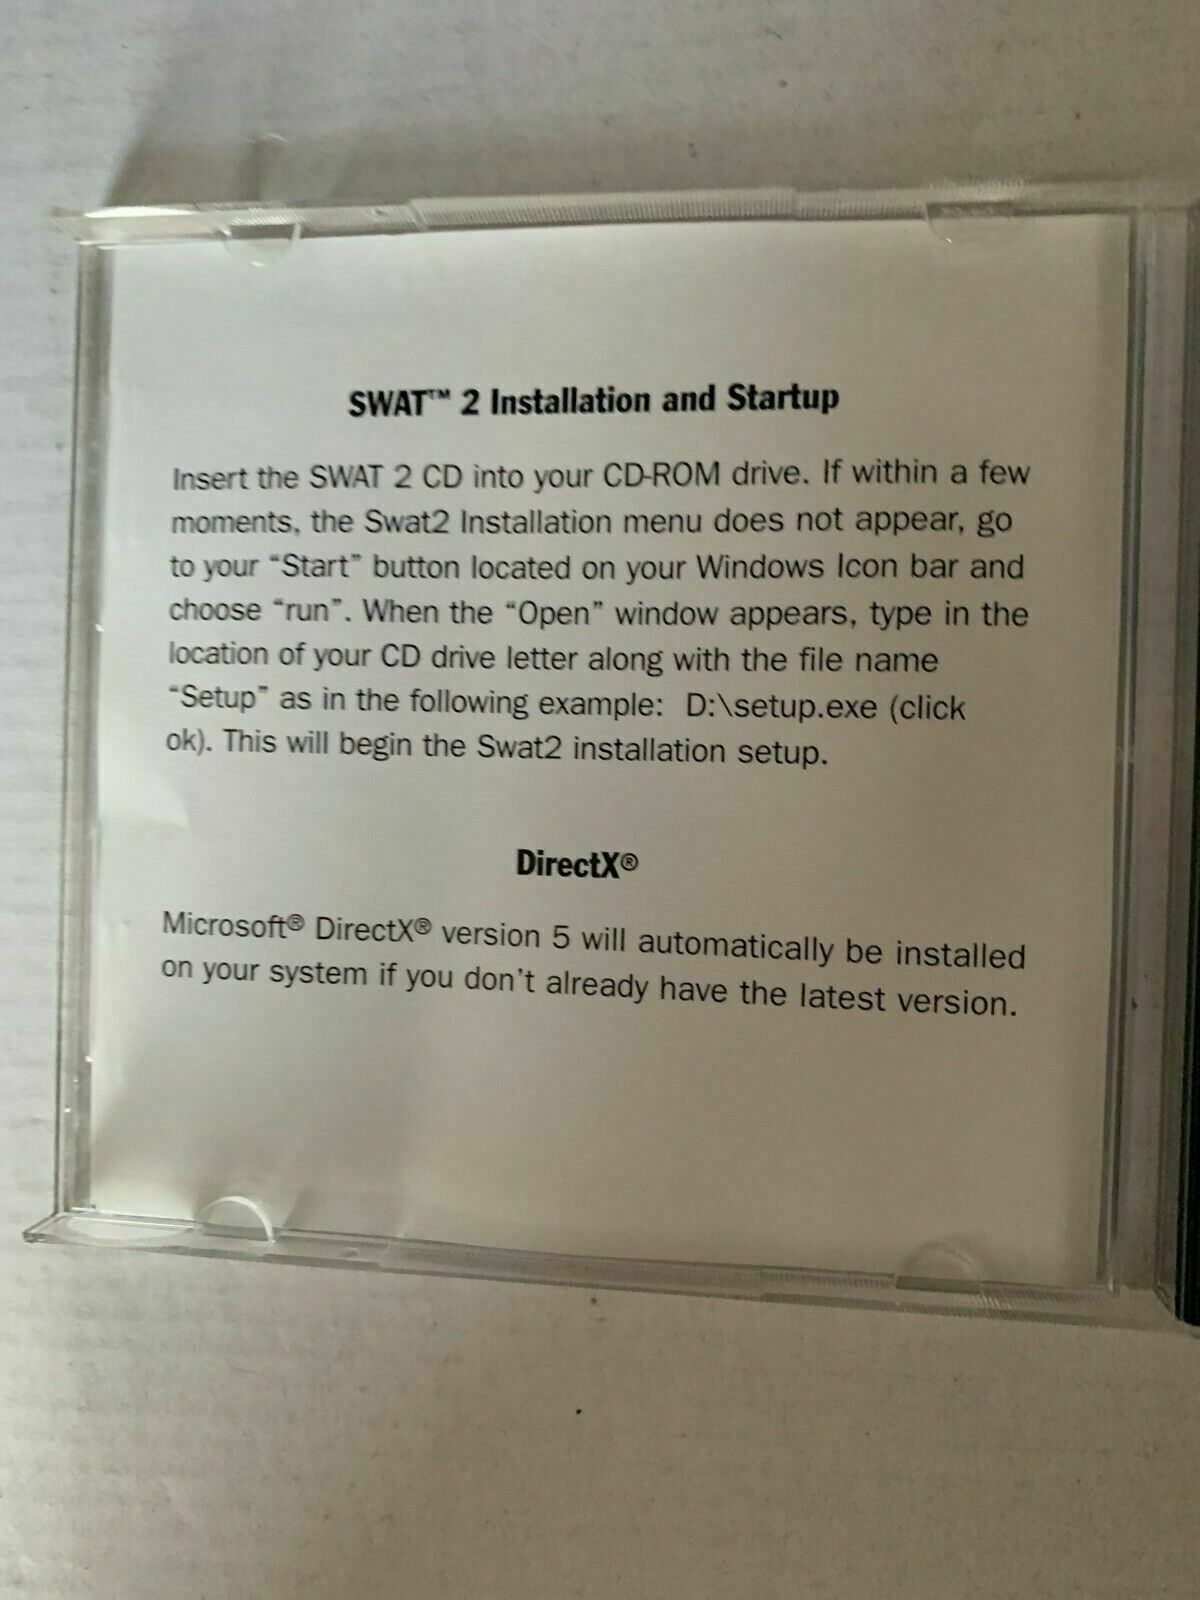 SWAT™ 2 Installation and Startup
Insert the SWAT 2 CD into your CD-ROM drive. If within a few
moments, the Swat2 Installation menu does not appear, go
to your “Start” button located on your Windows Icon bar and
choose “run”. When the “Open” window appears, type in the
location of your CD drive letter along with the file name
“Setup” as in the following example:  D:\setup.exe (click
ok). This will begin the Swat2 installation setup.
DirectX®
Microsoft® DirectX® version 5 will automatically be installed
on your system if you don't already have the latest version.